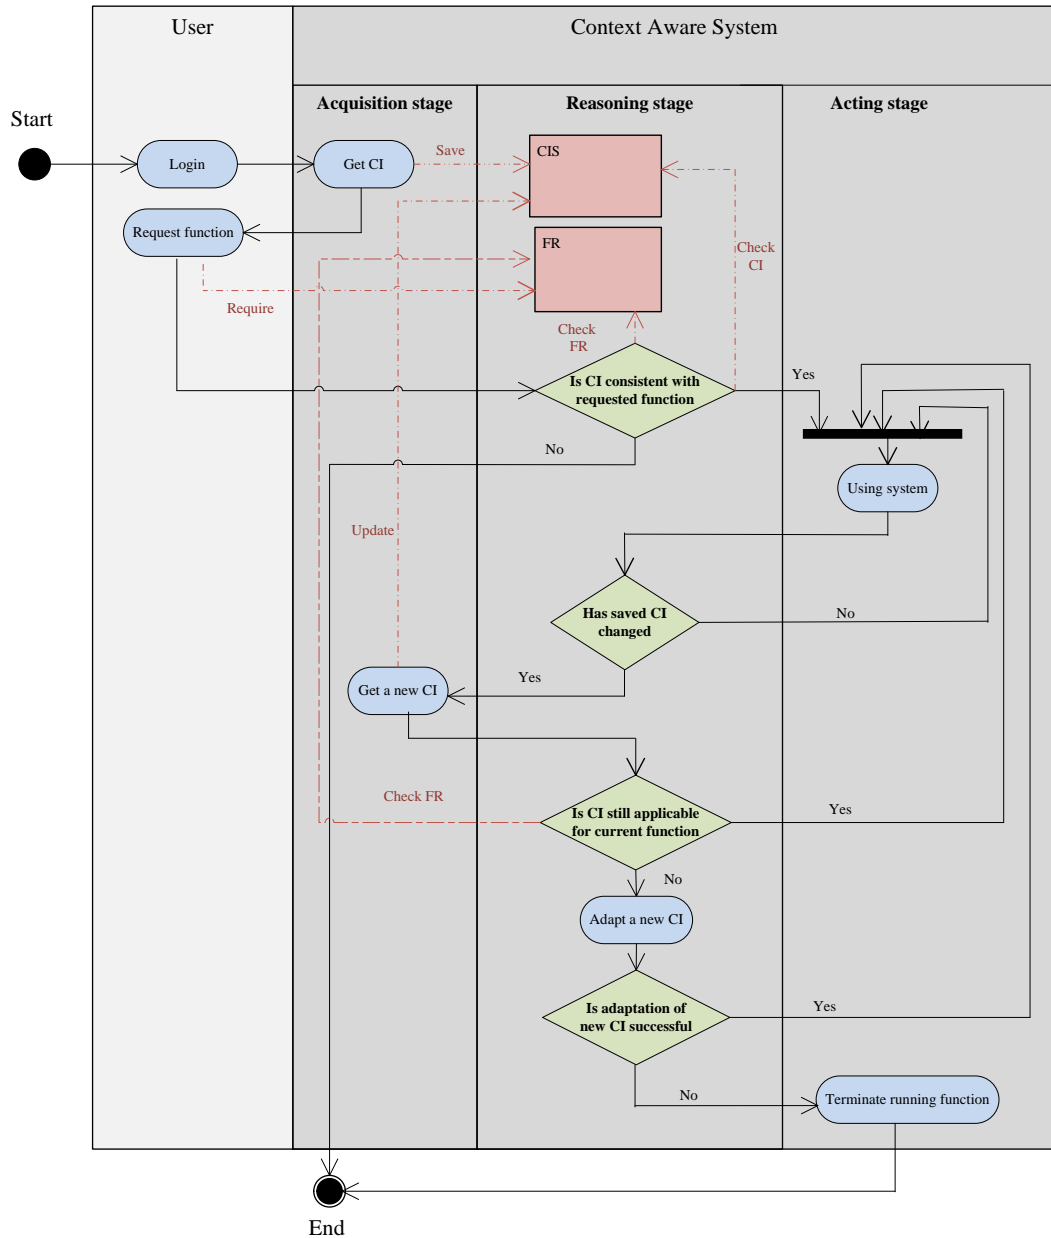 User
Context Aware System
Acquisition stage
Reasoning stage
Acting stage
Start
Login
Get CI
Save
CIS
Request function
FR
Check
CI
Require
Check
FR
Is CI consistent with
requested function
Yes
No
Using system
Update
Has saved CI
changed
No
Yes
Get a new CI
Check FR
Is CI still applicable
for current function
Yes
No
Adapt a new CI
Is adaptation of
new CI successful
Yes
No
Terminate running function
End